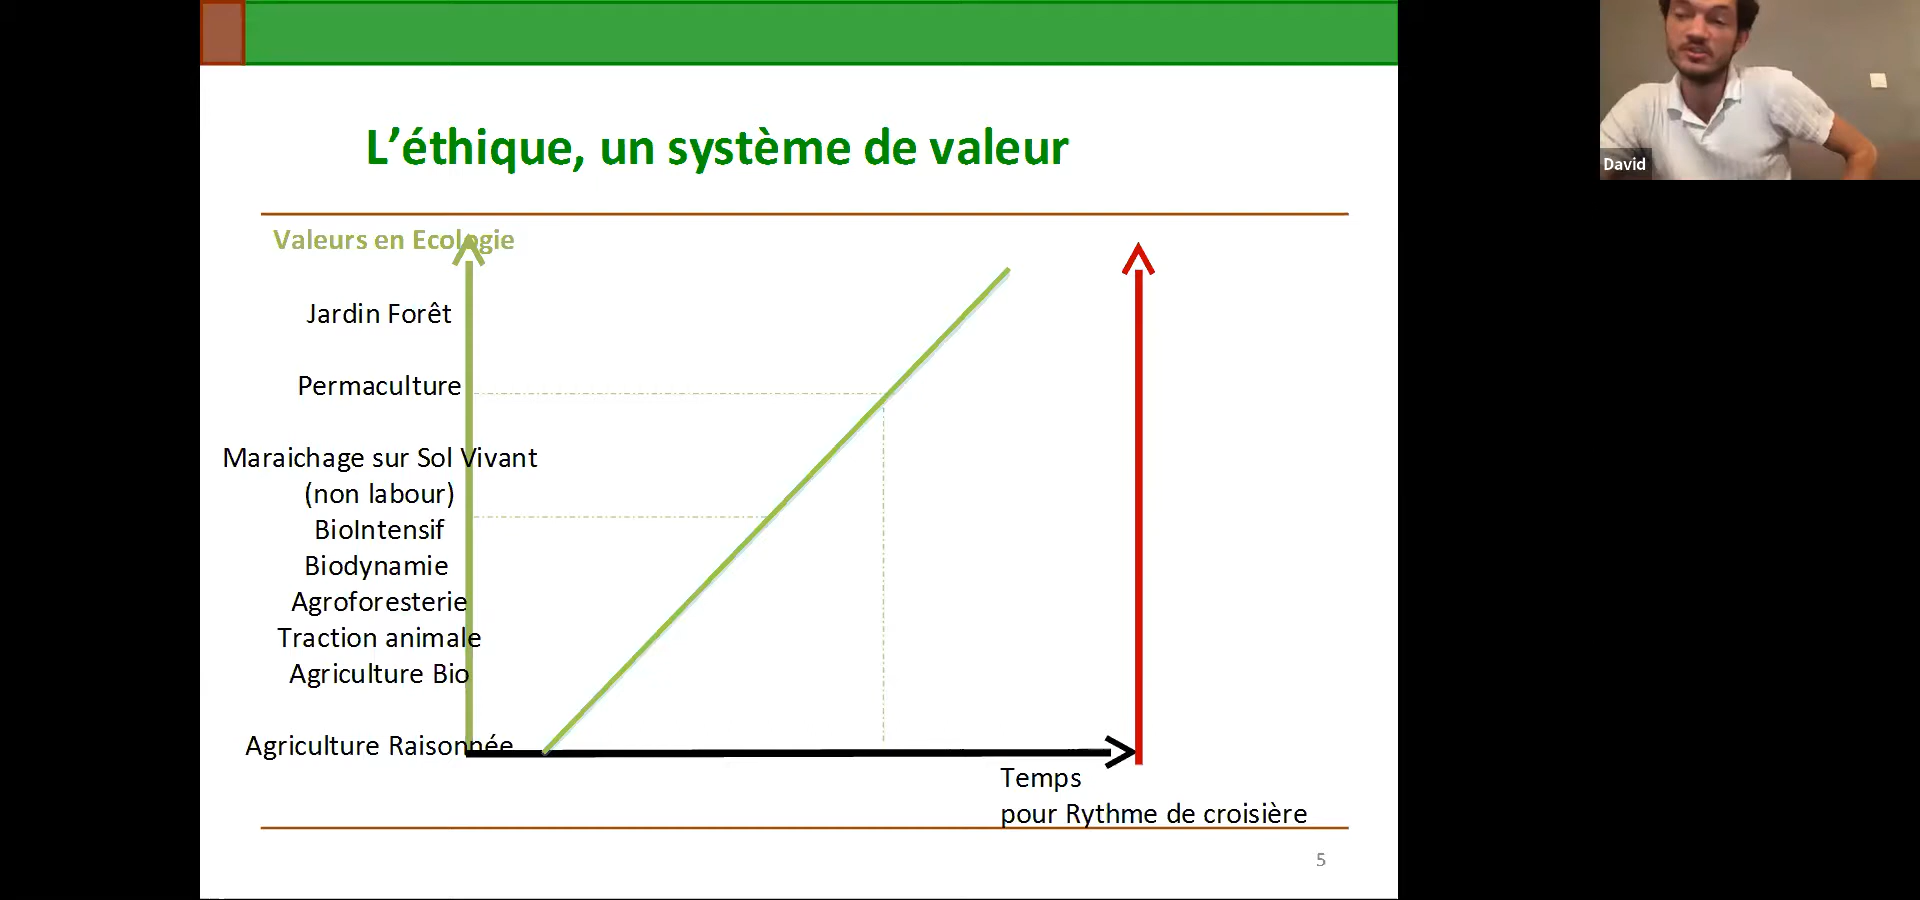 L’éthique, un système de valeur
Valeurs en Ecologie
Jardin Forêt
Permaculture
Maraichage sur Sol Vivant
(non labour)
BioIntensif
Biodynamie
Agroforesterie
Traction animale
Agriculture Bio
Agriculture Raisonnée
Temps
pour Rythme de croisière
5
David